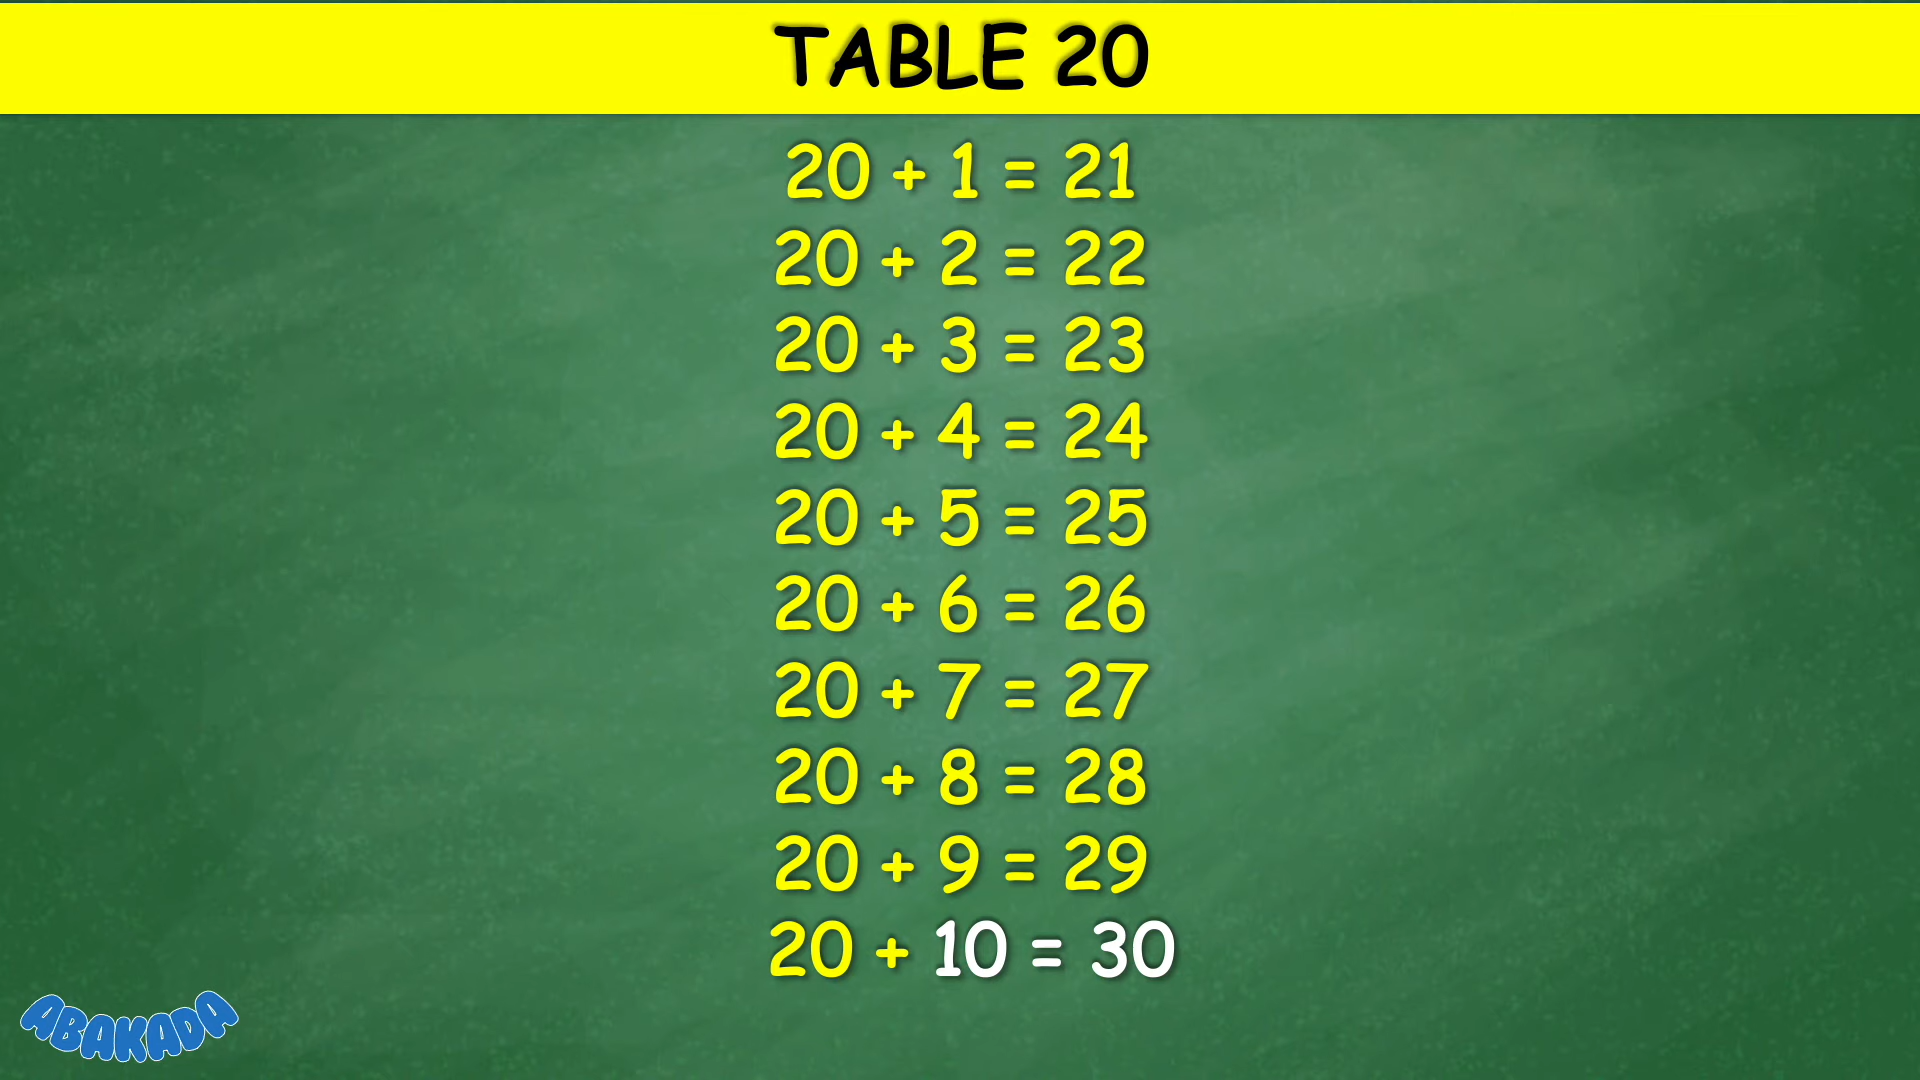 TABLE 20
20 + 1 = 21
20 + 2 = 22
20 + 3 = 23
20 + 4 = 24
20 + 5 = 25
20 + 6 = 26
20 + 7 = 27
20 + 8 = 28
20 + 9 = 29
20 + 10 = 30
ABAKADA